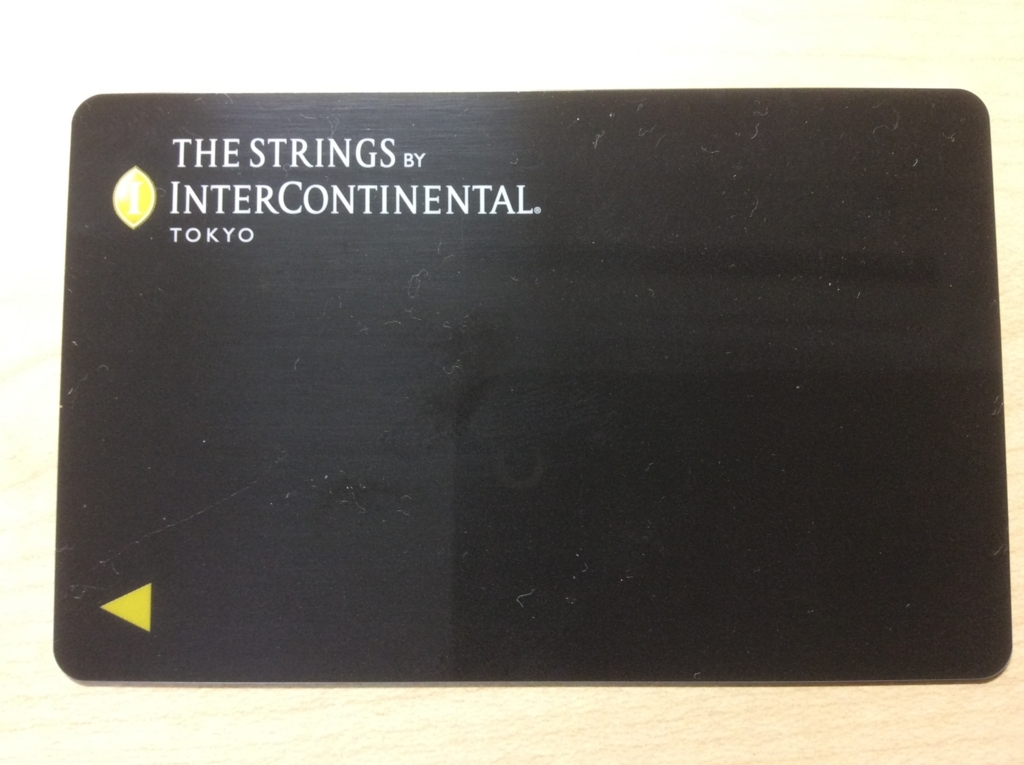 THE STRINGS BY
INTERCONTINENTAL®
TOKYO